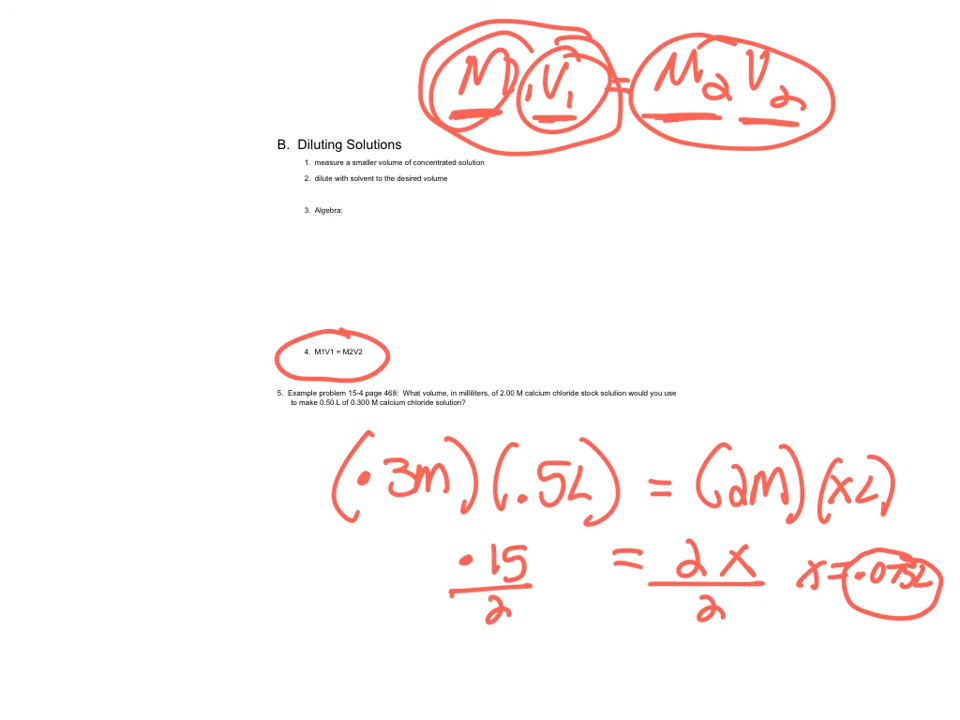 M₁V₁ = M₂V₂
B. Diluting Solutions
1. measure a smaller volume of concentrated solution
2. dilute with solvent to the desired volume
3. Algebra:
4. M1V1 = M2V2
5. Example problem 15-4 page 468: What volume, in milliliters, of 2.00 M calcium chloride stock solution would you use
to make 0.50 L of 0.300 M calcium chloride solution?
(.3m)(.5L) = (2M)(xL)
.15/2 = 2x/2 x = .075L